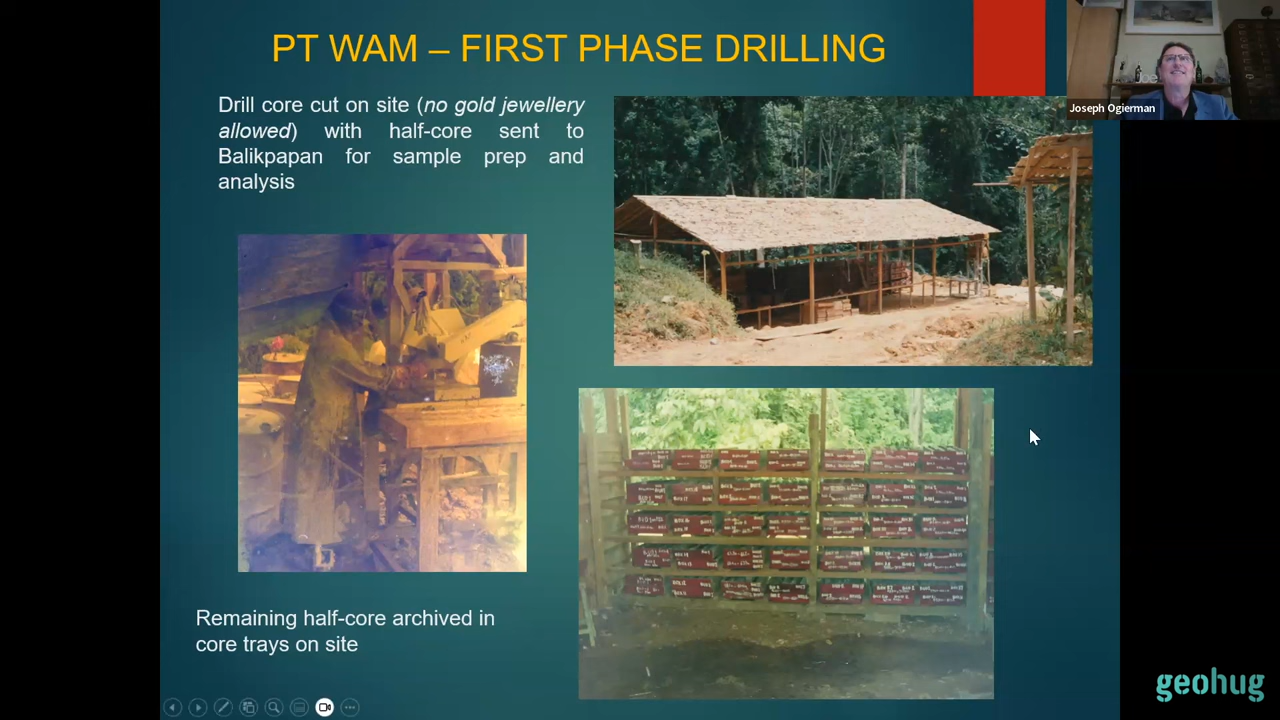 PT WAM – FIRST PHASE DRILLING
Joe
Joseph Ogierman
Drill core cut on site (no gold jewellery
allowed) with half-core sent to
Balikpapan for sample prep and
analysis
Remaining half-core archived in
core trays on site
geohug